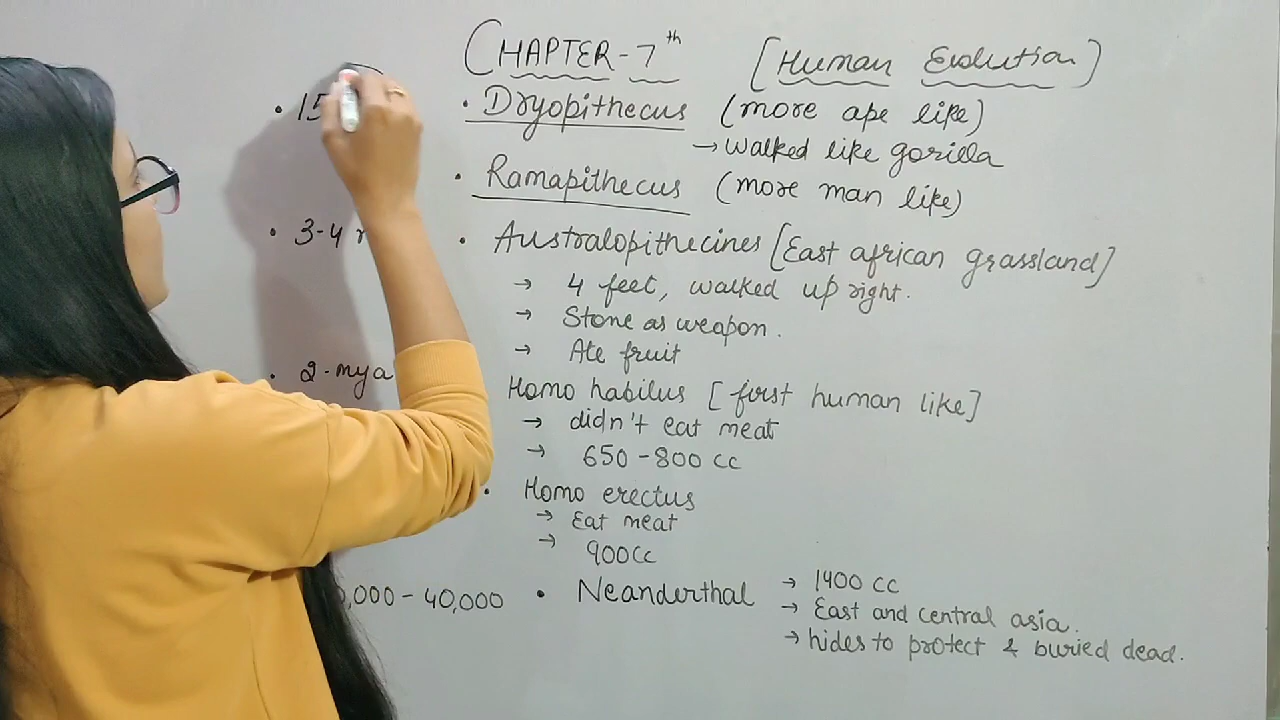 CHAPTER-7th [Human Evolution]
• 15 • Dryopithecus (more ape like)
→ walked like gorilla
• Ramapithecus (more man like)
• 3-4 • Australopithecines [East african grassland]
→ 4 feet, walked up right.
→ Stone as weapon.
→ Ate fruit
• 2-mya Homo habilus [first human like]
→ didn't eat meat
→ 650-800 cc
• Homo erectus
→ Eat meat
→ 900cc
0,000-40,000 • Neanderthal → 1400 cc
→ East and central asia.
→ hides to protect & buried dead.